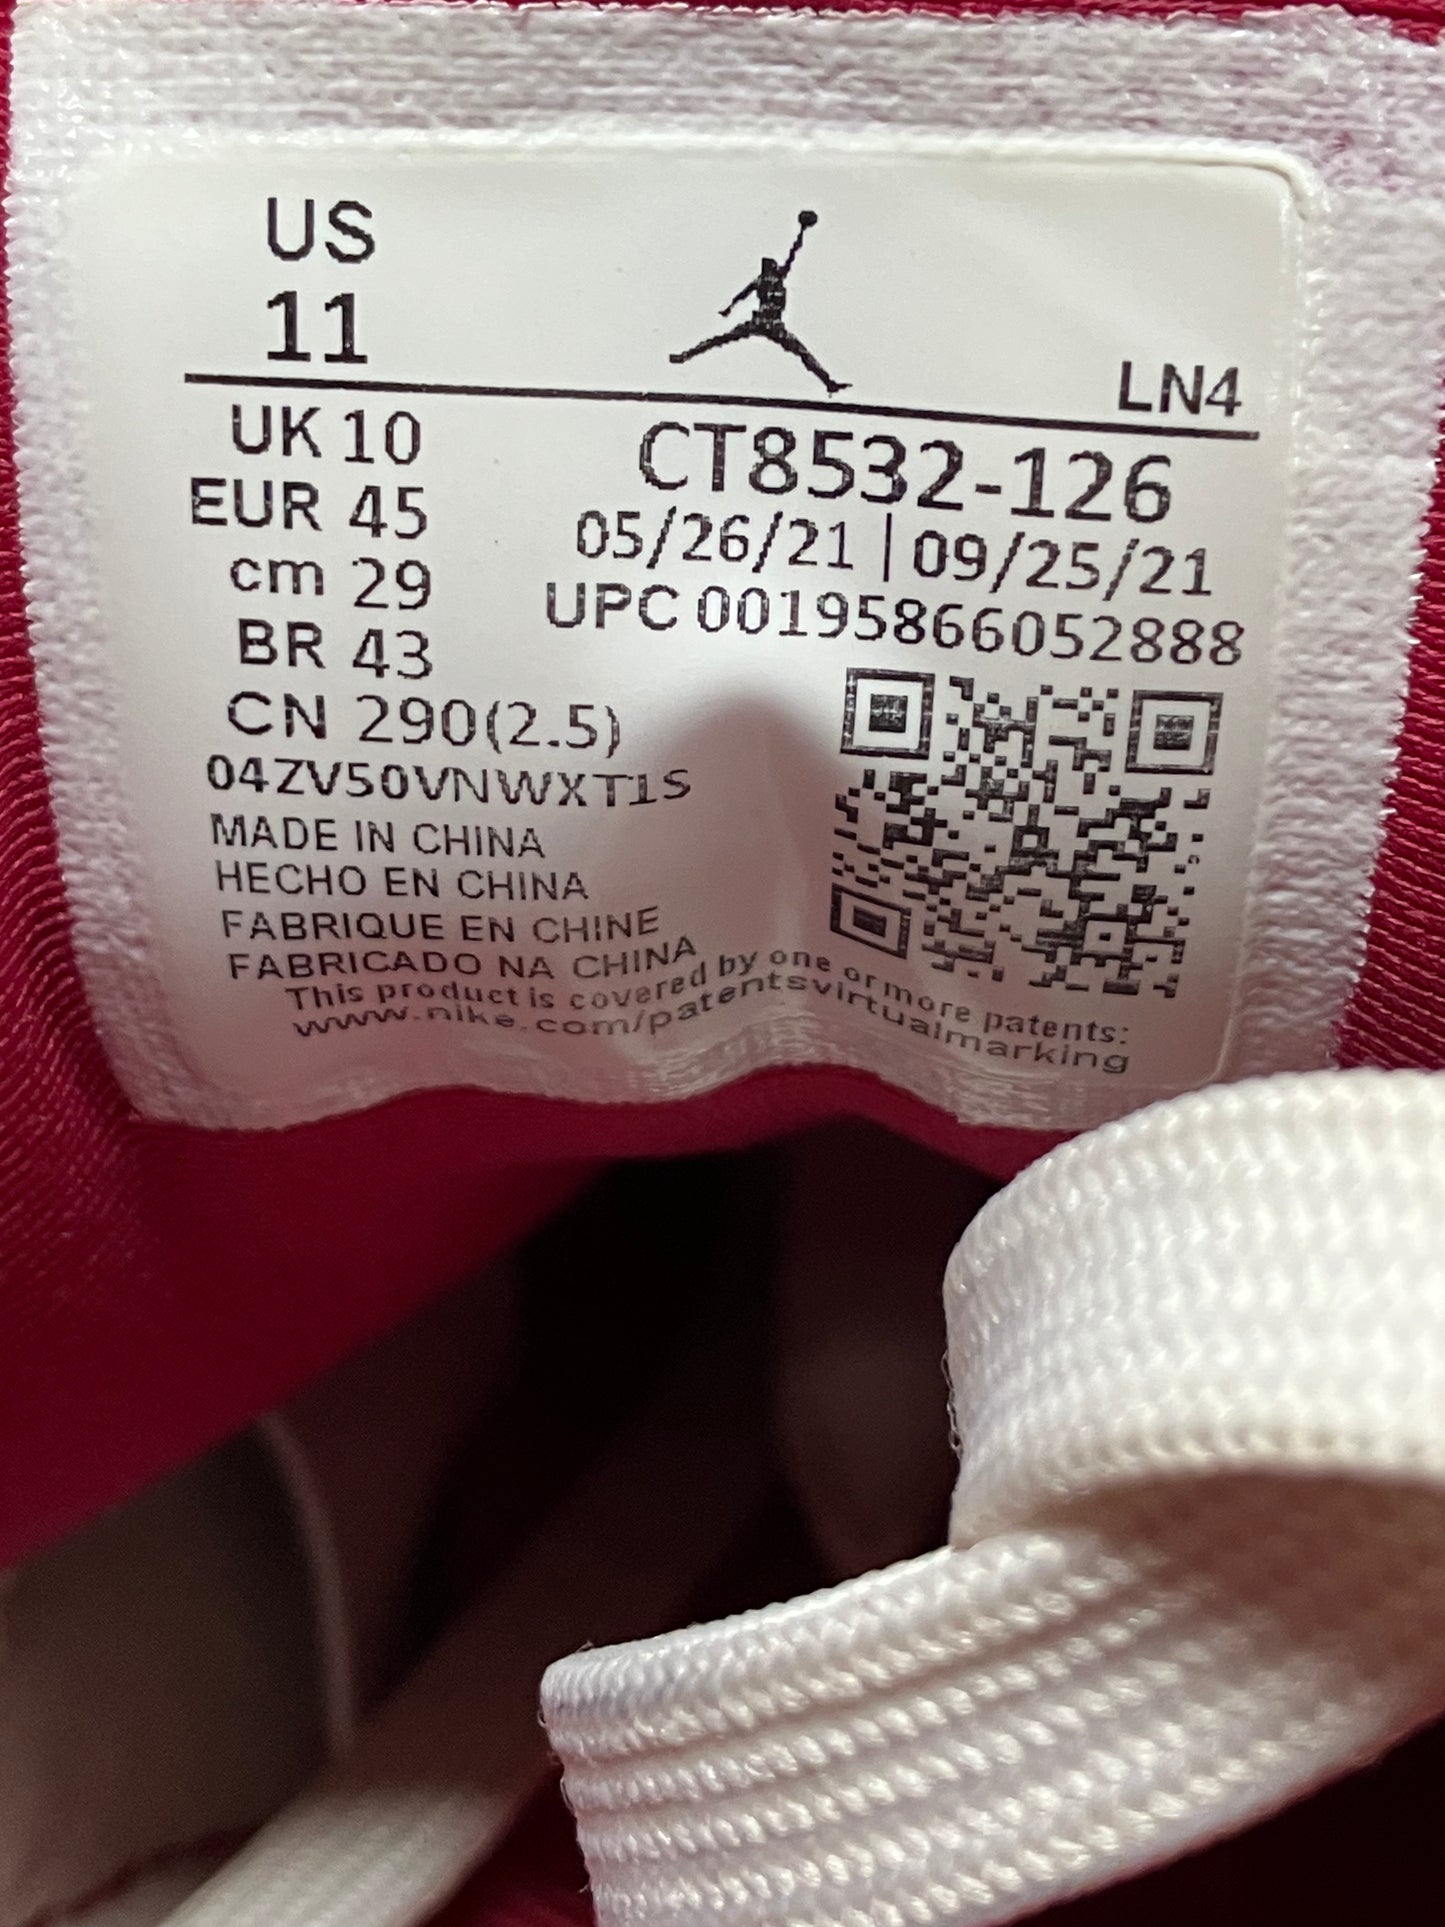 US
11
LN4
UK 10
EUR 45
cm 29
BR 43
CN 290(2.5)
CT8532-126
05/26/21 | 09/25/21
UPC 00195866052888
04ZV50VNWXT1S
MADE IN CHINA
HECHO EN CHINA
FABRIQUE EN CHINE
FABRICADO NA CHINA
This product is covered by one or more patents:
www.nike.com/patentsvirtualmarking